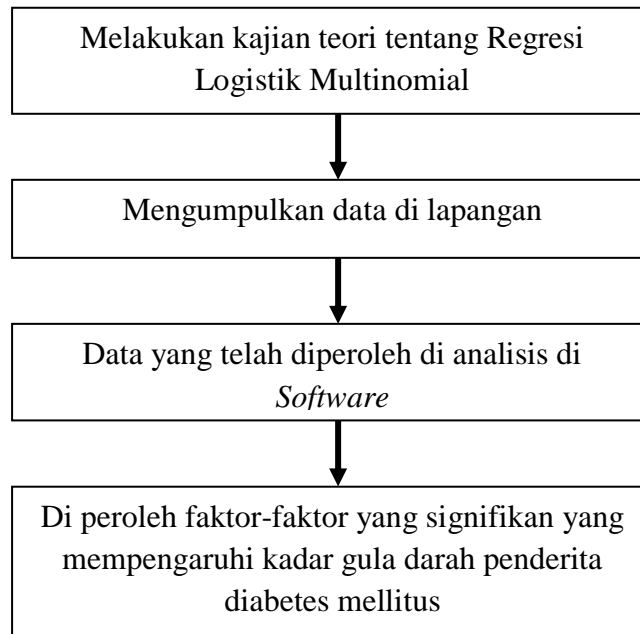 Melakukan kajian teori tentang Regresi
Logistik Multinomial
Mengumpulkan data di lapangan
Data yang telah diperoleh di analisis di
Software
Di peroleh faktor-faktor yang signifikan yang
mempengaruhi kadar gula darah penderita
diabetes mellitus